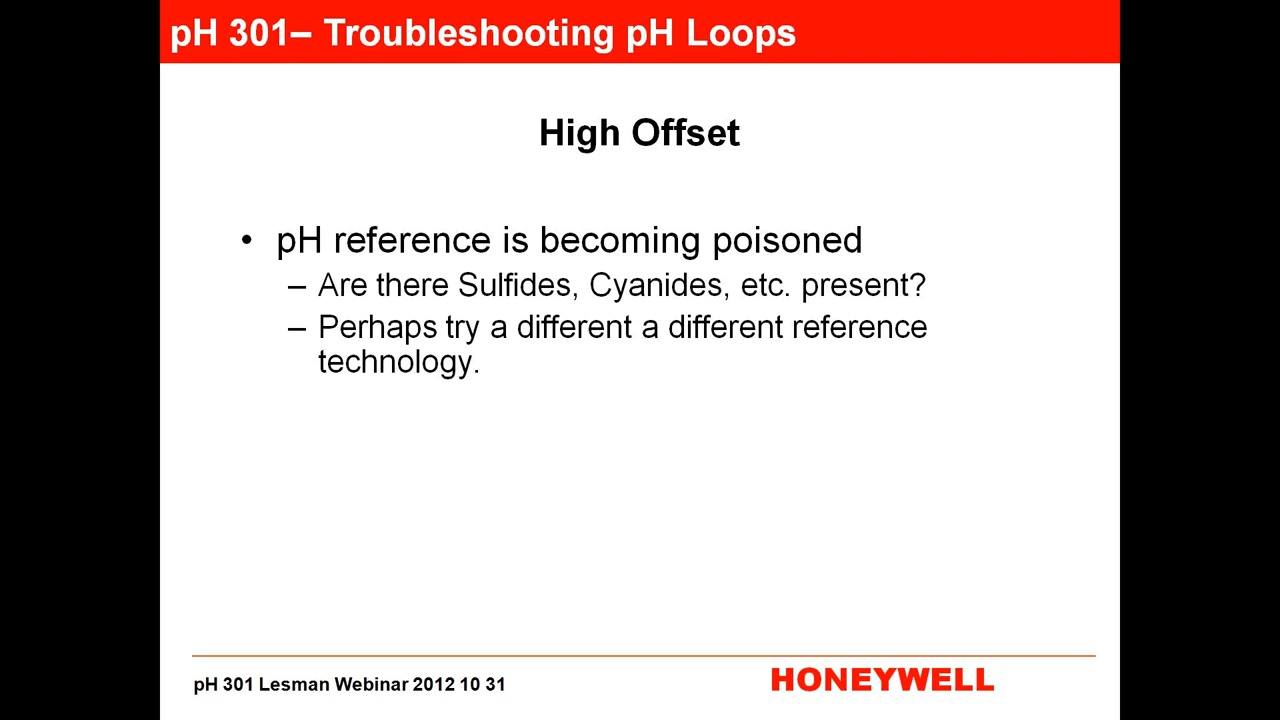 pH 301– Troubleshooting pH Loops
High Offset
• pH reference is becoming poisoned
– Are there Sulfides, Cyanides, etc. present?
– Perhaps try a different a different reference
technology.
pH 301 Lesman Webinar 2012 10 31
HONEYWELL